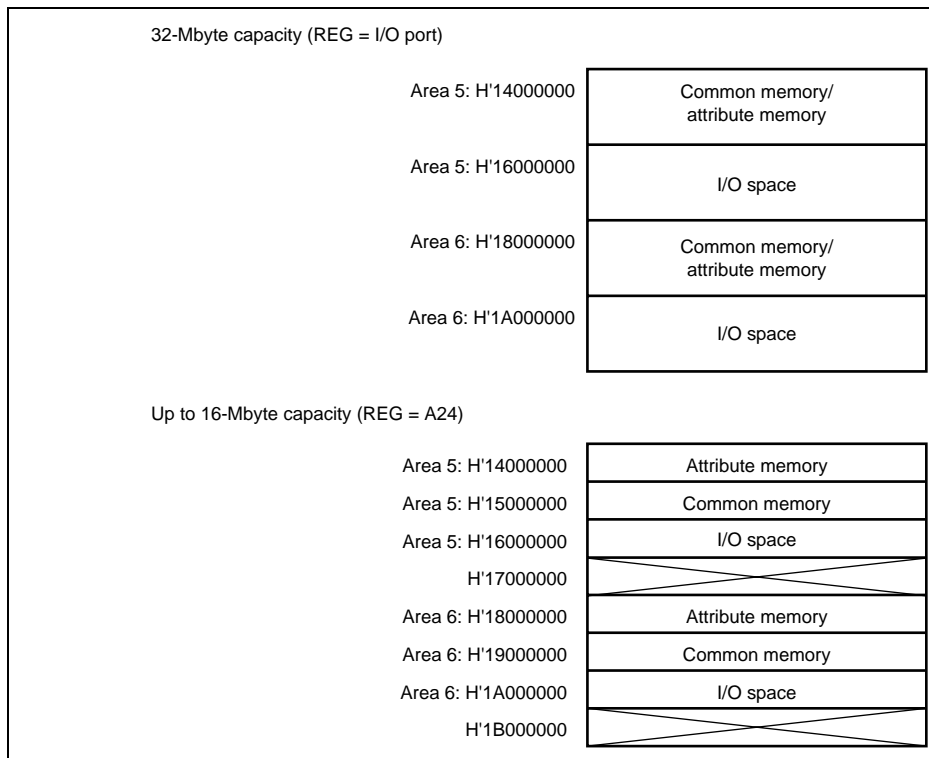 32-Mbyte capacity (REG = I/O port)
Area 5: H'14000000
Common memory/
attribute memory
Area 5: H'16000000
I/O space
Area 6: H'18000000
Common memory/
attribute memory
Area 6: H'1A000000
I/O space
Up to 16-Mbyte capacity (REG = A24)
Area 5: H'14000000 Attribute memory
Area 5: H'15000000 Common memory
Area 5: H'16000000 I/O space
H'17000000
Area 6: H'18000000 Attribute memory
Area 6: H'19000000 Common memory
Area 6: H'1A000000 I/O space
H'1B000000